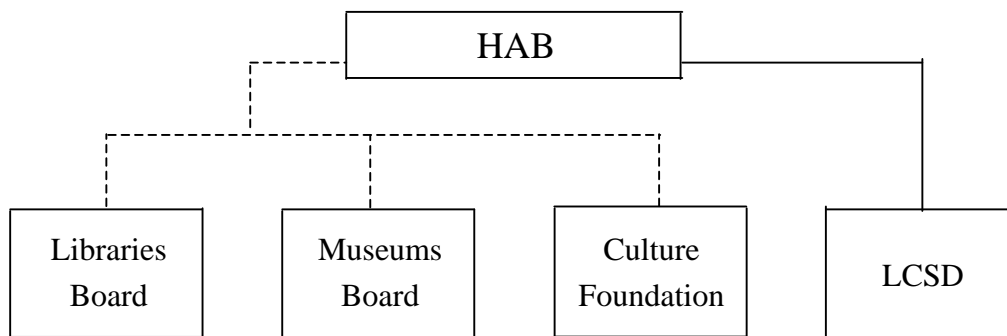 HAB
Libraries
Board
Museums
Board
Culture
Foundation
LCSD